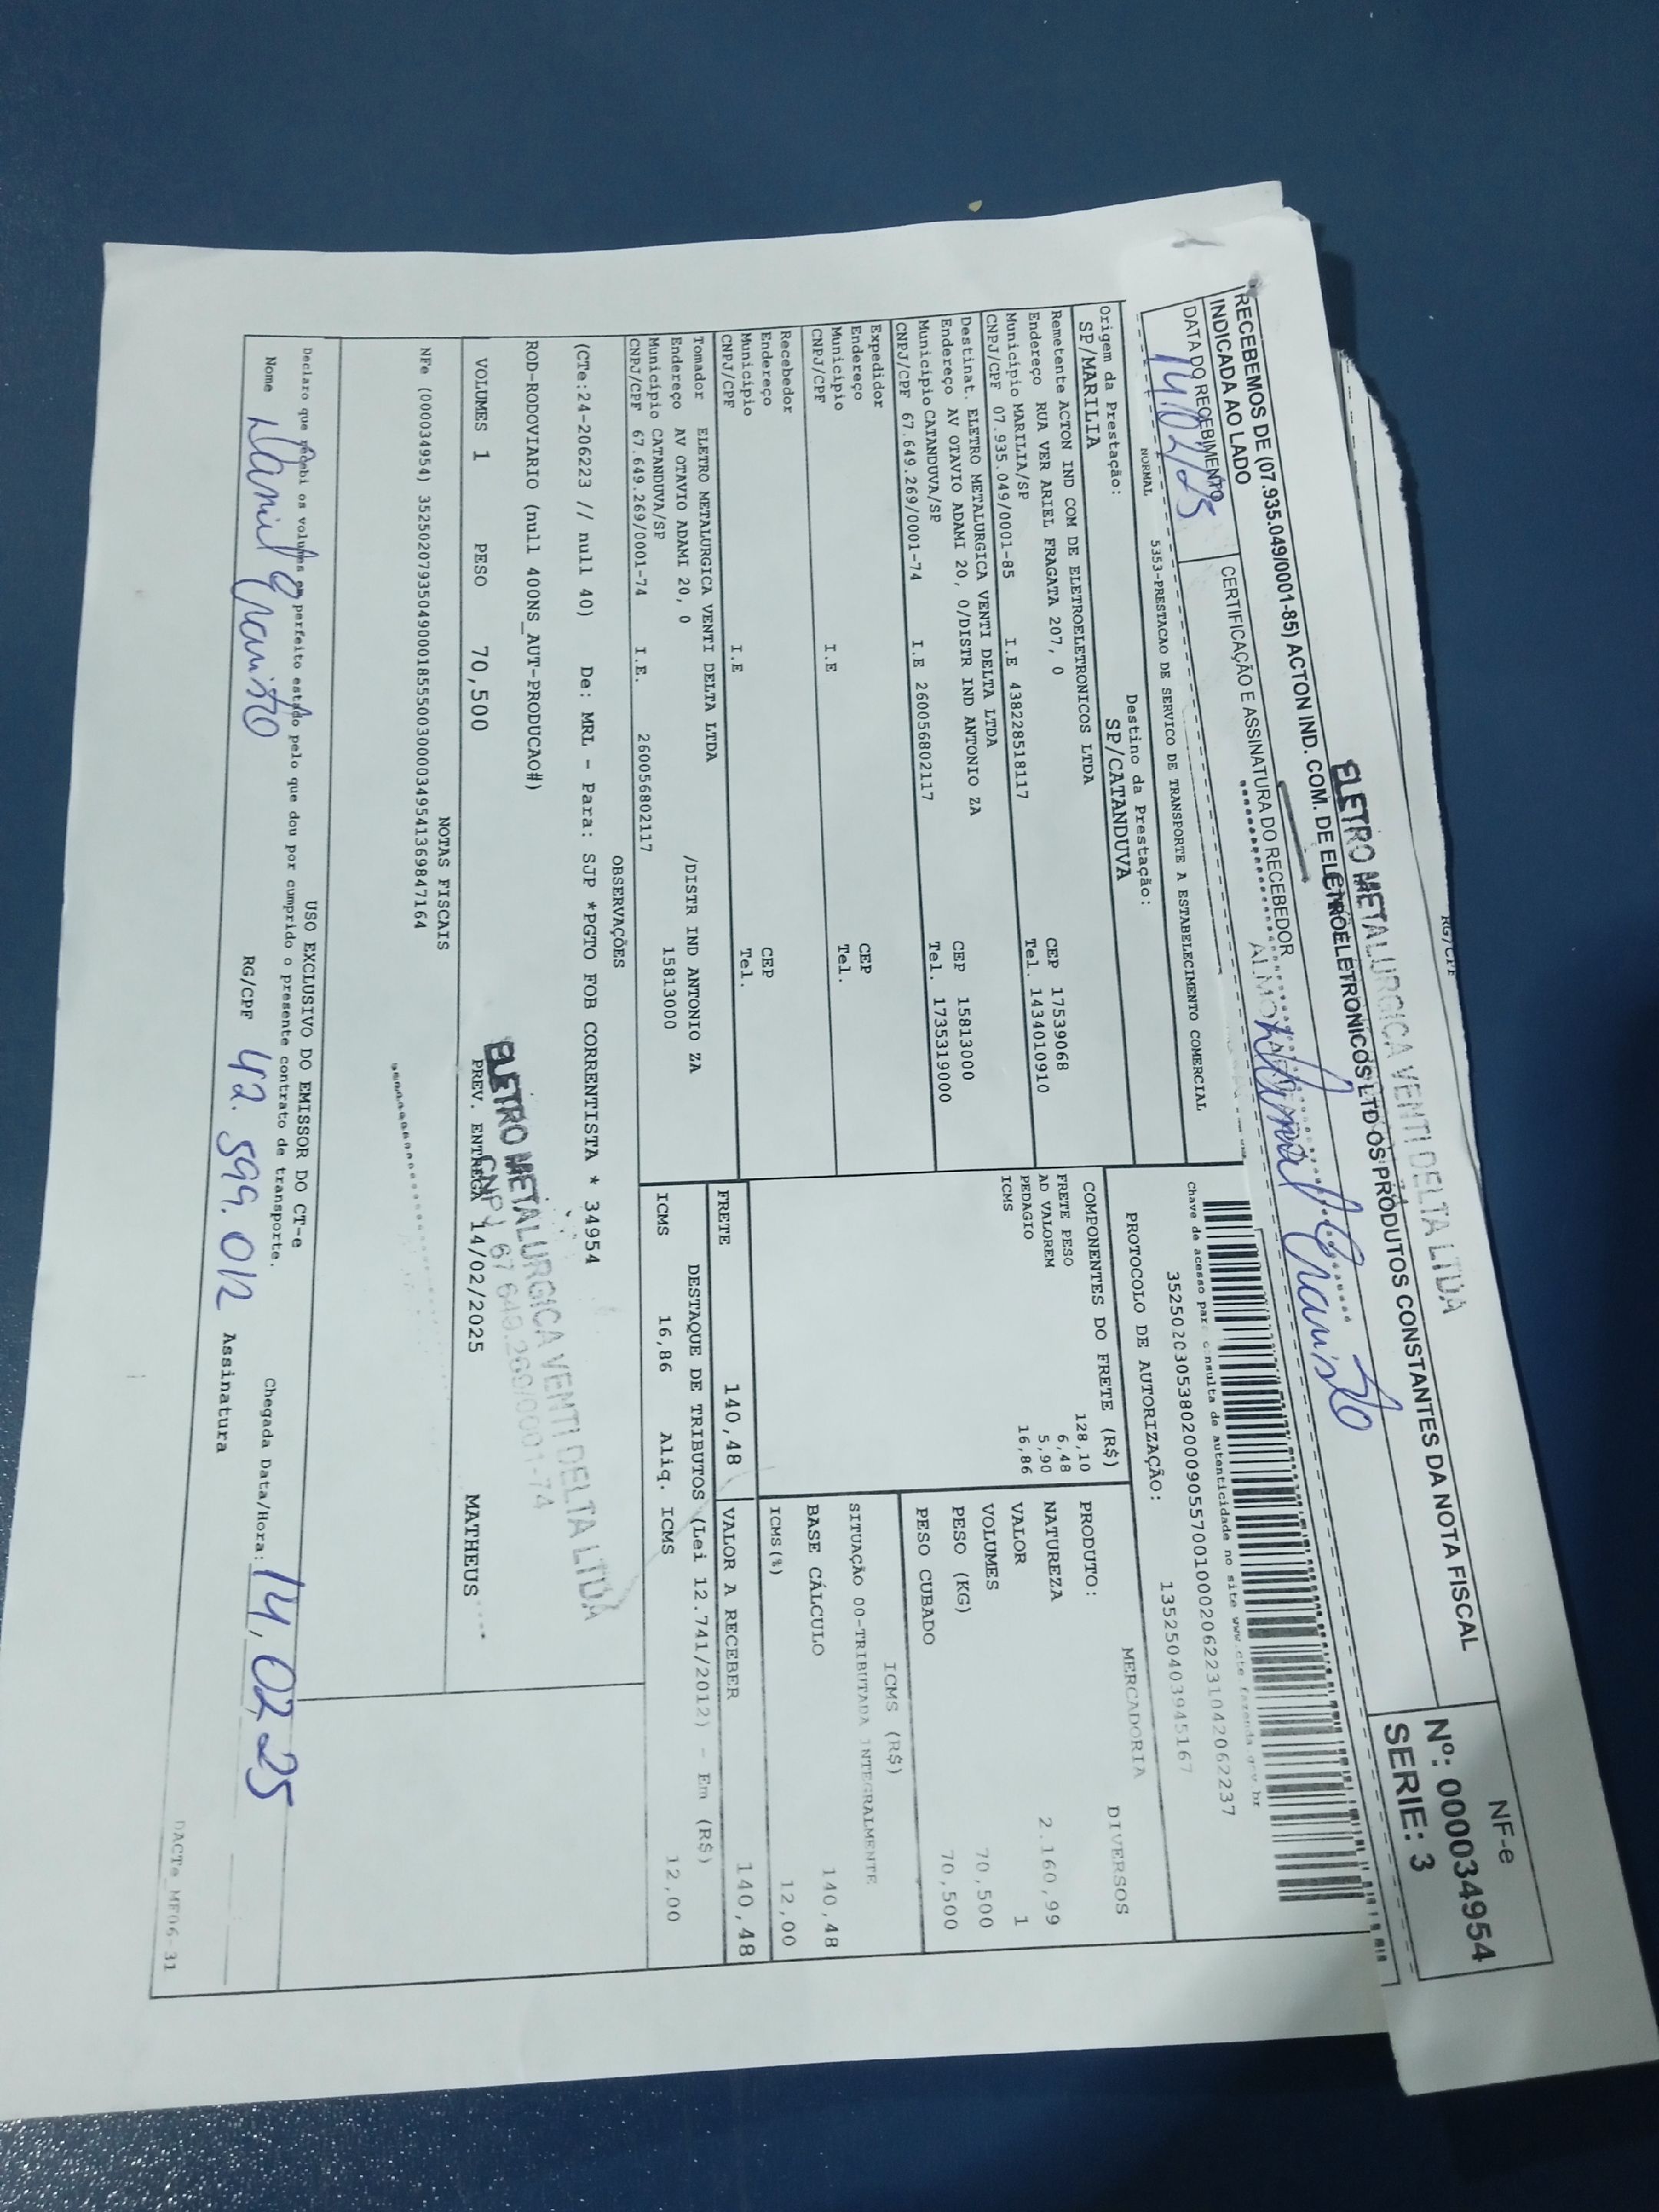 RG/CPF
ELETRO METALURGICA VENTI DELTA LTDA
RECEBEMOS DE (07.935.049/0001-85) ACTON IND. COM. DE ELETROELETRONICOS LTD OS PRODUTOS CONSTANTES DA NOTA FISCAL
INDICADA AO LADO
DATA DO RECEBIMENTO
14/02/25
CERTIFICAÇÃO E ASSINATURA DO RECEBEDOR
NF-e
Nº: 000034954
SERIE: 3
NORMAL
5353-PRESTACAO DE SERVICO DE TRANSPORTE A ESTABELECIMENTO COMERCIAL
Chave de acesso para consulta de autenticidade no site www.cte.fazenda.gov.br
35250203053802000905570010002062231042062237
PROTOCOLO DE AUTORIZAÇÃO:
135250403945167
Origem da Prestação:
SP/MARILIA
Destino da Prestação:
SP/CATANDUVA
Remetente ACTON IND COM DE ELETROELETRONICOS LTDA
Endereço RUA VER ARIEL FRAGATA 207, 0
CEP 17539068
Município MARILIA/SP
Tel. 1434010910
CNPJ/CPF 07.935.049/0001-85
I.E 438228518117
Destinat. ELETRO METALURGICA VENTI DELTA LTDA
Endereço AV OTAVIO ADAMI 20, 0/DISTR IND ANTONIO ZA
CEP 15813000
Município CATANDUVA/SP
Tel. 1735319000
CNPJ/CPF 67.649.269/0001-74
I.E 260056802117
Expedidor
Endereço
CEP
Município
Tel.
CNPJ/CPF
I.E
Recebedor
Endereço
CEP
Município
Tel.
CNPJ/CPF
I.E
Tomador ELETRO METALURGICA VENTI DELTA LTDA
Endereço AV OTAVIO ADAMI 20, 0
/DISTR IND ANTONIO ZA
Município CATANDUVA/SP
15813000
CNPJ/CPF 67.649.269/0001-74
I.E. 260056802117
COMPONENTES DO FRETE (R$)
FRETE PESO 128,10
AD VALOREM 6,48
PEDAGIO 5,90
ICMS 16,86
MERCADORIA
PRODUTO: DIVERSOS
NATUREZA
VALOR 2.160,99
VOLUMES 1
PESO (KG) 70,500
PESO CUBADO 70,500
ICMS (R$)
SITUAÇÃO 00-TRIBUTADA INTEGRALMENTE
BASE CÁLCULO 140,48
ICMS(%) 12,00
FRETE 140,48
VALOR A RECEBER 140,48
DESTAQUE DE TRIBUTOS (Lei 12.741/2012) - Em (R$)
ICMS 16,86 Aliq. ICMS 12,00
OBSERVAÇÕES
(CTe:24-206223 // null 40) De: MRL - Para: SJP *PGTO FOB CORRENTISTA * 34954
ROD-RODOVIARIO (null 400NS_AUT-PRODUCAO#)
ELETRO METALURGICA VENTI DELTA LTDA
CNPJ 67.649.269/0001-74
VOLUMES 1 PESO 70,500 PREV. ENTREGA 14/02/2025 MATHEUS
NOTAS FISCAIS
NFe (000034954) 35250207935049000185550030000349541369847164
USO EXCLUSIVO DO EMISSOR DO CT-e
Declaro que recebi os volumes em perfeito estado pelo que dou por cumprido o presente contrato de transporte.
Nome
RG/CPF 42.599.012
Chegada Data/Hora: 14,02,25
Assinatura
DACTe_MF06-31